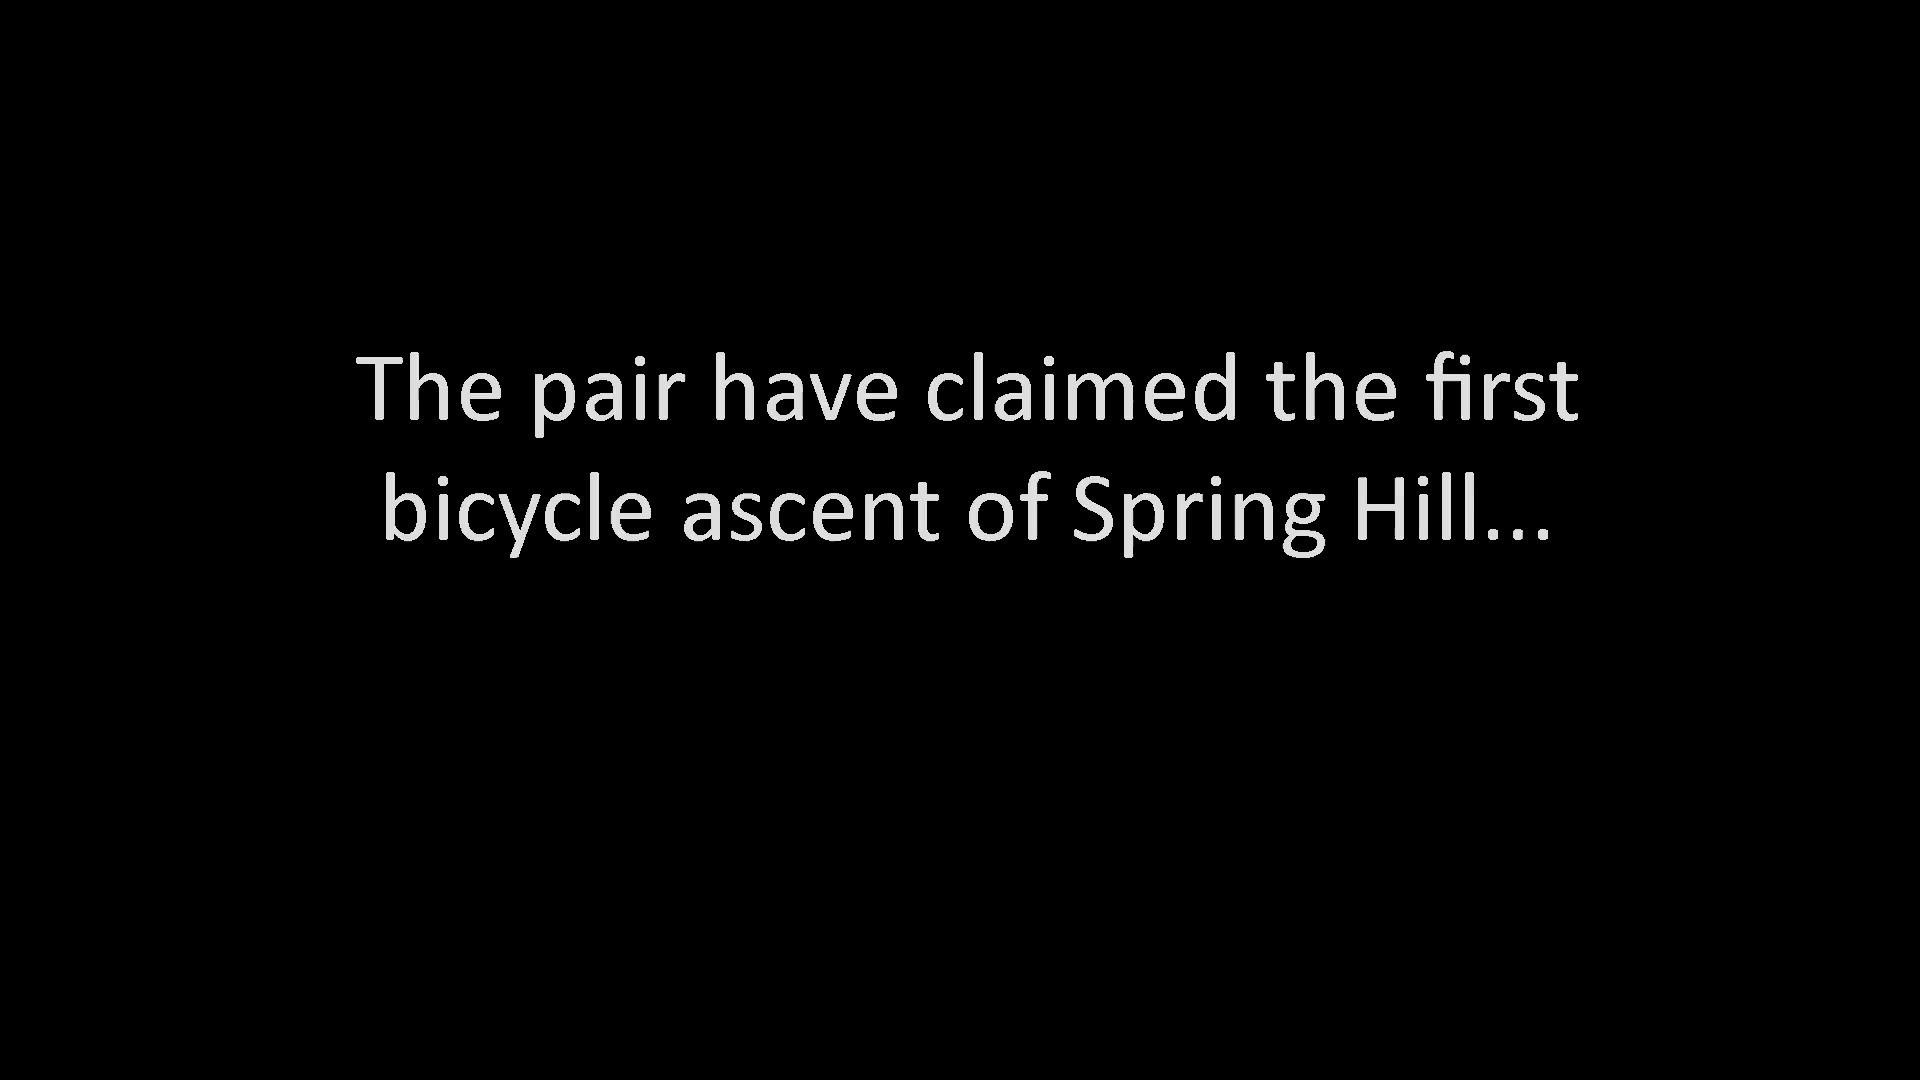 The pair have claimed the first
bicycle ascent of Spring Hill...